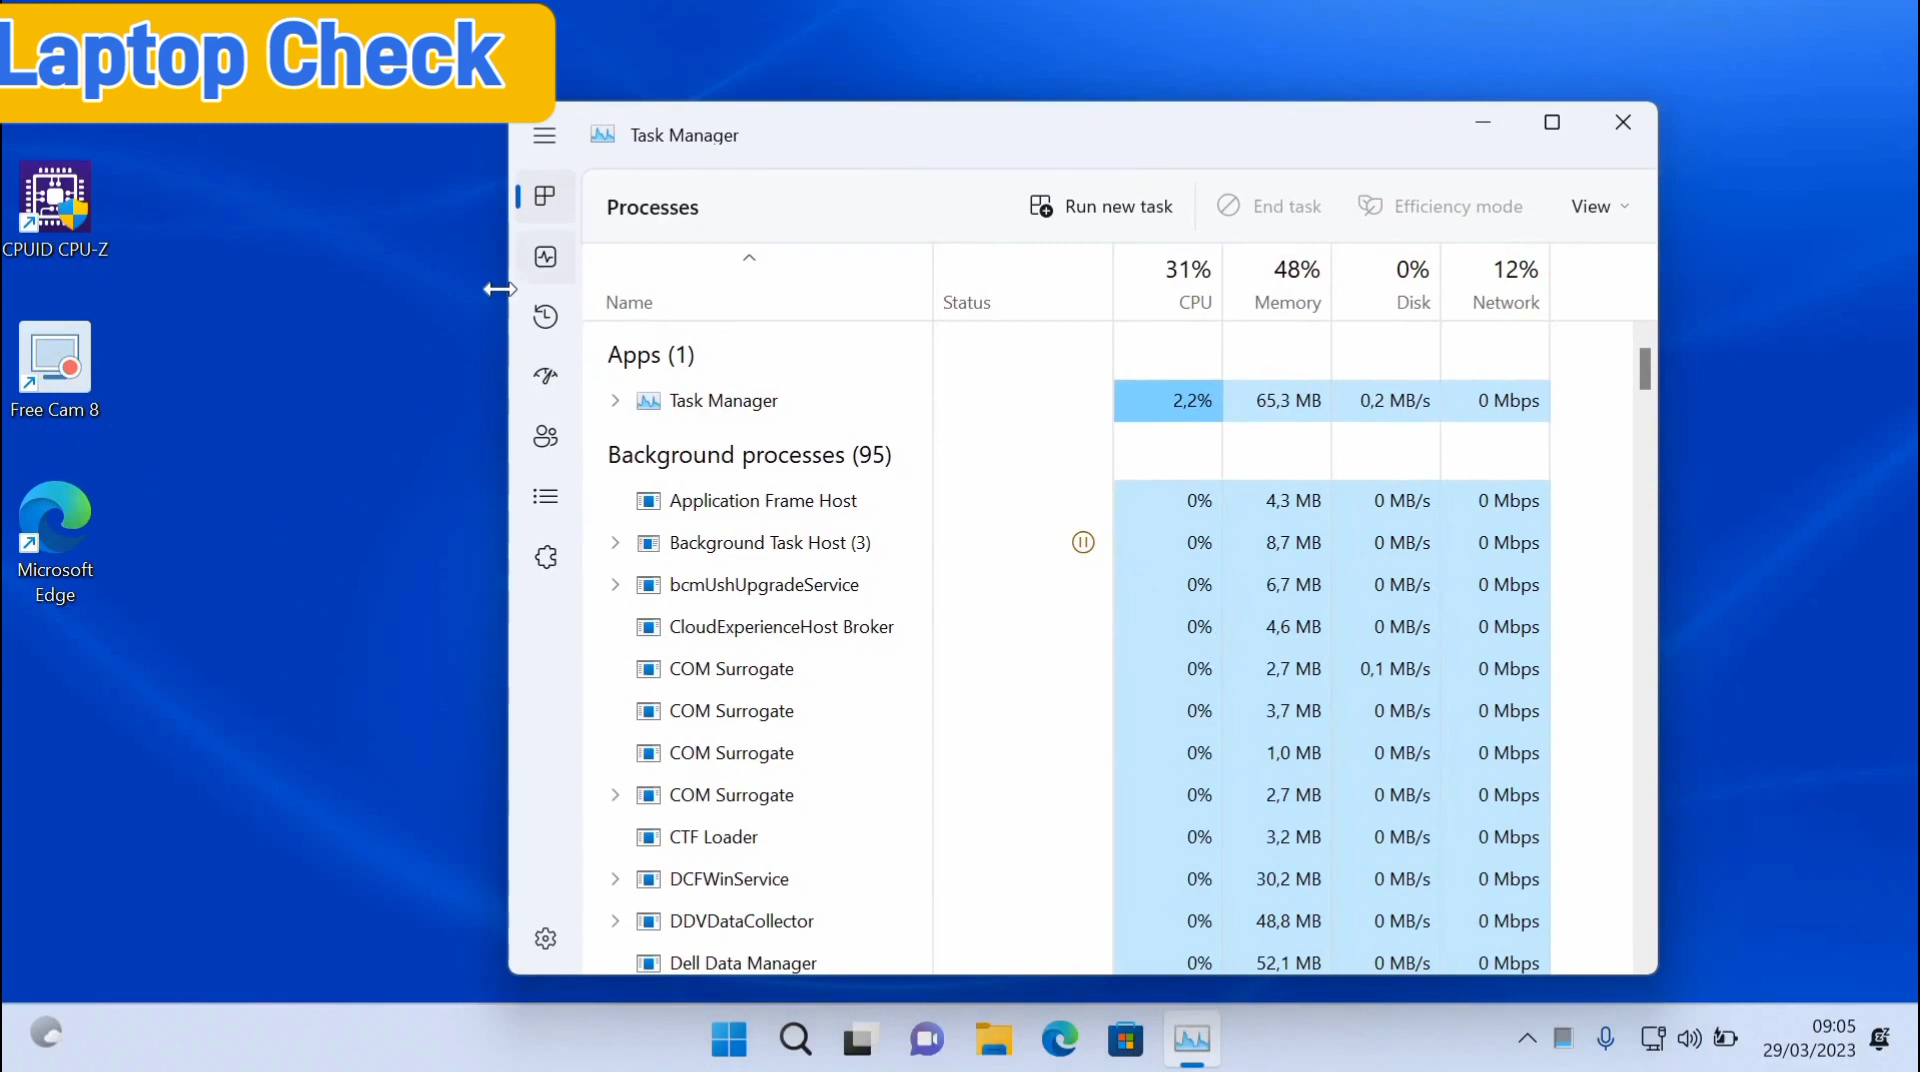 Laptop Check
CPUID CPU-Z
Free Cam 8
Microsoft
Edge
Task Manager
Processes
Run new task
End task
Efficiency mode
View
Name
Status
31%
CPU
48%
Memory
0%
Disk
12%
Network
Apps (1)
Task Manager 2,2% 65,3 MB 0,2 MB/s 0 Mbps
Background processes (95)
Application Frame Host 0% 4,3 MB 0 MB/s 0 Mbps
Background Task Host (3) 0% 8,7 MB 0 MB/s 0 Mbps
bcmUshUpgradeService 0% 6,7 MB 0 MB/s 0 Mbps
CloudExperienceHost Broker 0% 4,6 MB 0 MB/s 0 Mbps
COM Surrogate 0% 2,7 MB 0,1 MB/s 0 Mbps
COM Surrogate 0% 3,7 MB 0 MB/s 0 Mbps
COM Surrogate 0% 1,0 MB 0 MB/s 0 Mbps
COM Surrogate 0% 2,7 MB 0 MB/s 0 Mbps
CTF Loader 0% 3,2 MB 0 MB/s 0 Mbps
DCFWinService 0% 30,2 MB 0 MB/s 0 Mbps
DDVDataCollector 0% 48,8 MB 0 MB/s 0 Mbps
Dell Data Manager 0% 52,1 MB 0 MB/s 0 Mbps
09:05
29/03/2023